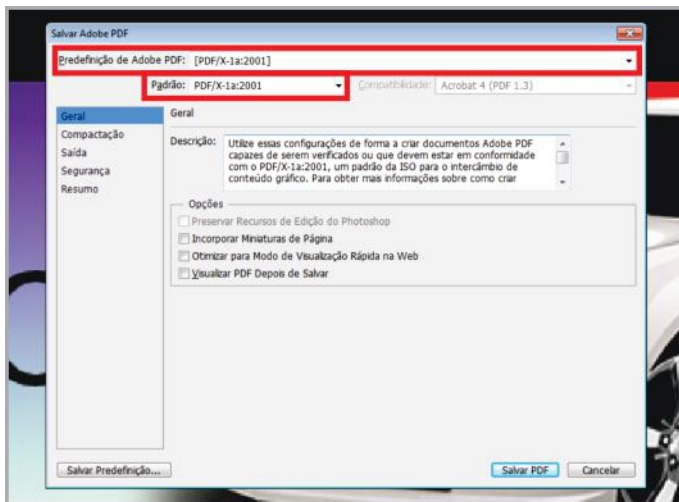 Salvar Adobe PDF
Predefinição de Adobe PDF: [PDF/X-1a:2001]
Padrão: PDF/X-1a:2001 Compatibilidade: Acrobat 4 (PDF 1.3)
Geral
Compactação
Saída
Segurança
Resumo
Geral
Descrição: Utilize essas configurações de forma a criar documentos Adobe PDF
capazes de serem verificados ou que devem estar em conformidade
com o PDF/X-1a:2001, um padrão da ISO para o intercâmbio de
conteúdo gráfico. Para obter mais informações sobre como criar
Opções
Preservar Recursos de Edição do Photoshop
Incorporar Miniaturas de Página
Otimizar para Modo de Visualização Rápida na Web
Visualizar PDF Depois de Salvar
Salvar Predefinição... Salvar PDF Cancelar